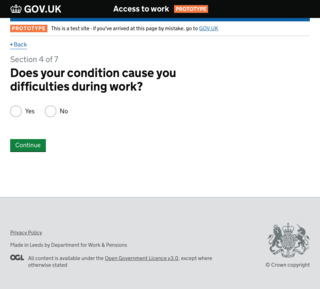 GOV.UK
Access to work PROTOTYPE
PROTOTYPE This is a test site - if you've arrived at this page by mistake, go to GOV.UK
Back
Section 4 of 7
Does your condition cause you
difficulties during work?
Yes No
Continue
Privacy Policy
Made in Leeds by Department for Work & Pensions
OGL All content is available under the Open Government Licence v3.0, except where
otherwise stated
© Crown copyright